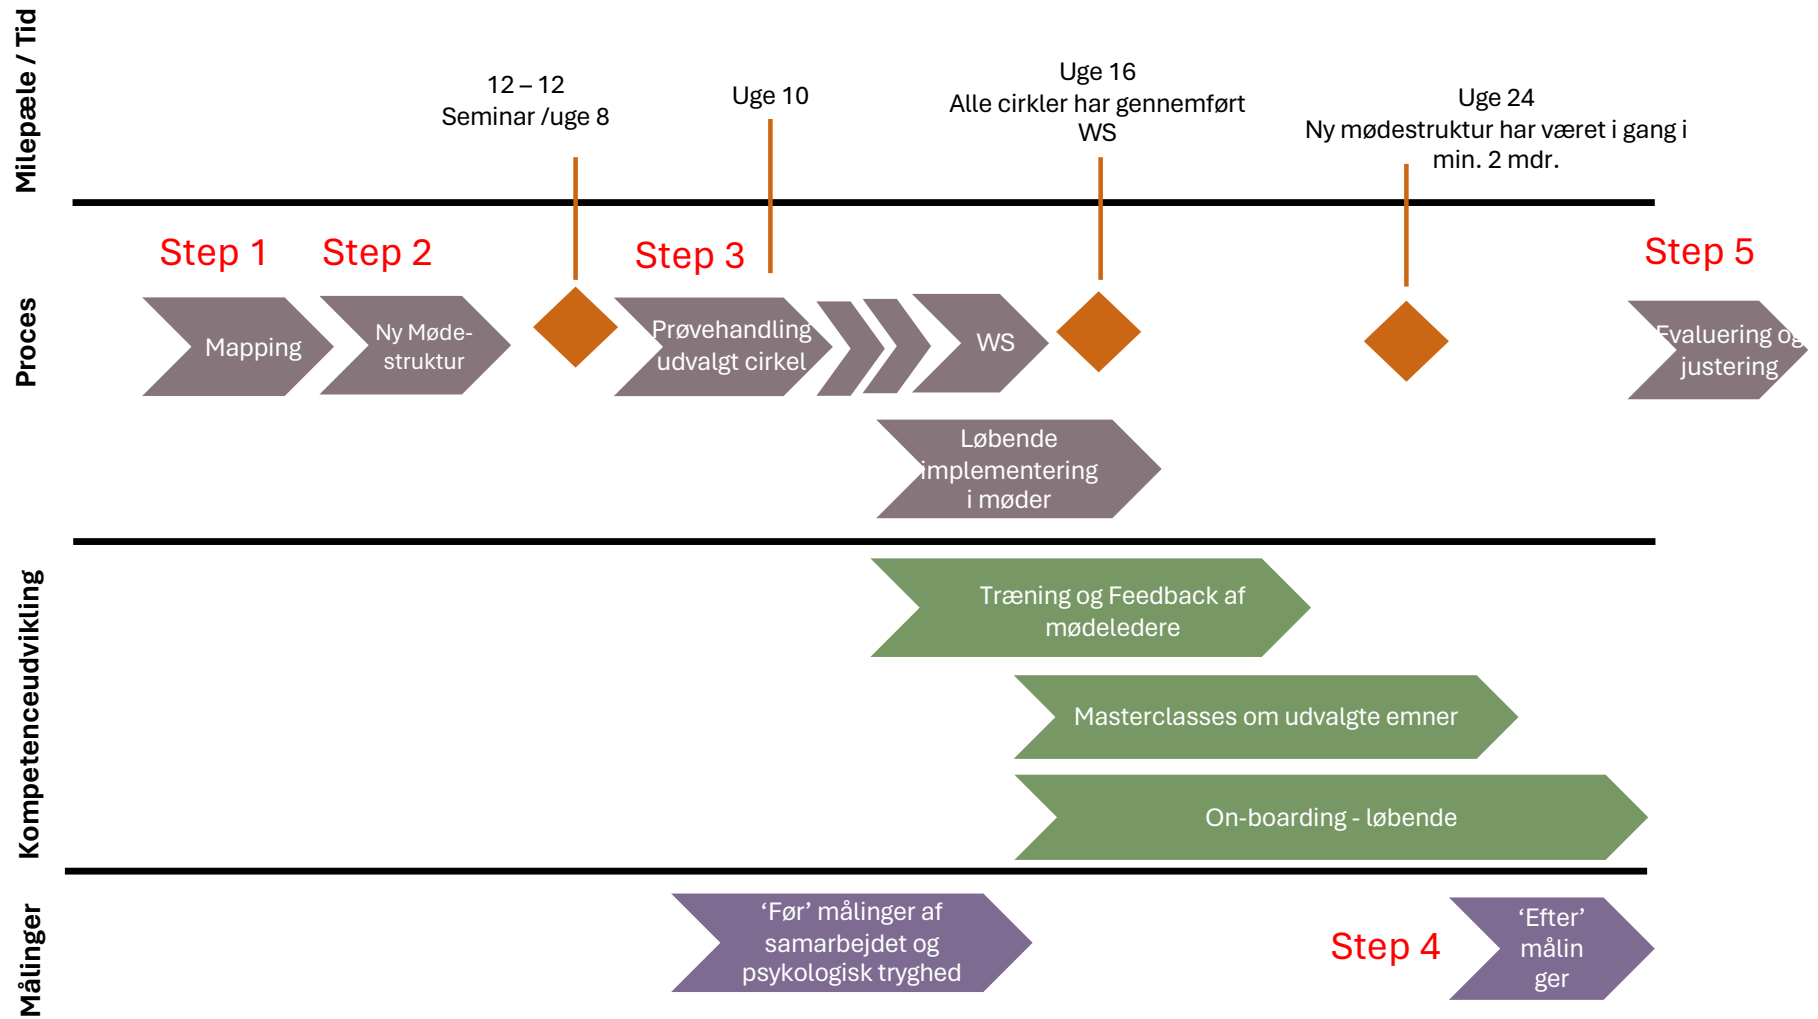 Milepæle / Tid
12 – 12
Seminar /uge 8
Uge 10
Uge 16
Alle cirkler har gennemført
WS
Uge 24
Ny mødestruktur har været i gang i
min. 2 mdr.
Proces
Step 1
Step 2
Step 3
Step 5
Mapping
Ny Møde-
struktur
Prøvehandling
udvalgt cirkel
WS
Evaluering og
justering
Løbende
implementering
i møder
Kompetenceudvikling
Træning og Feedback af
mødeledere
Masterclasses om udvalgte emner
On-boarding - løbende
Målinger
‘Før’ målinger af
samarbejdet og
psykologisk tryghed
Step 4
‘Efter’
målin
ger